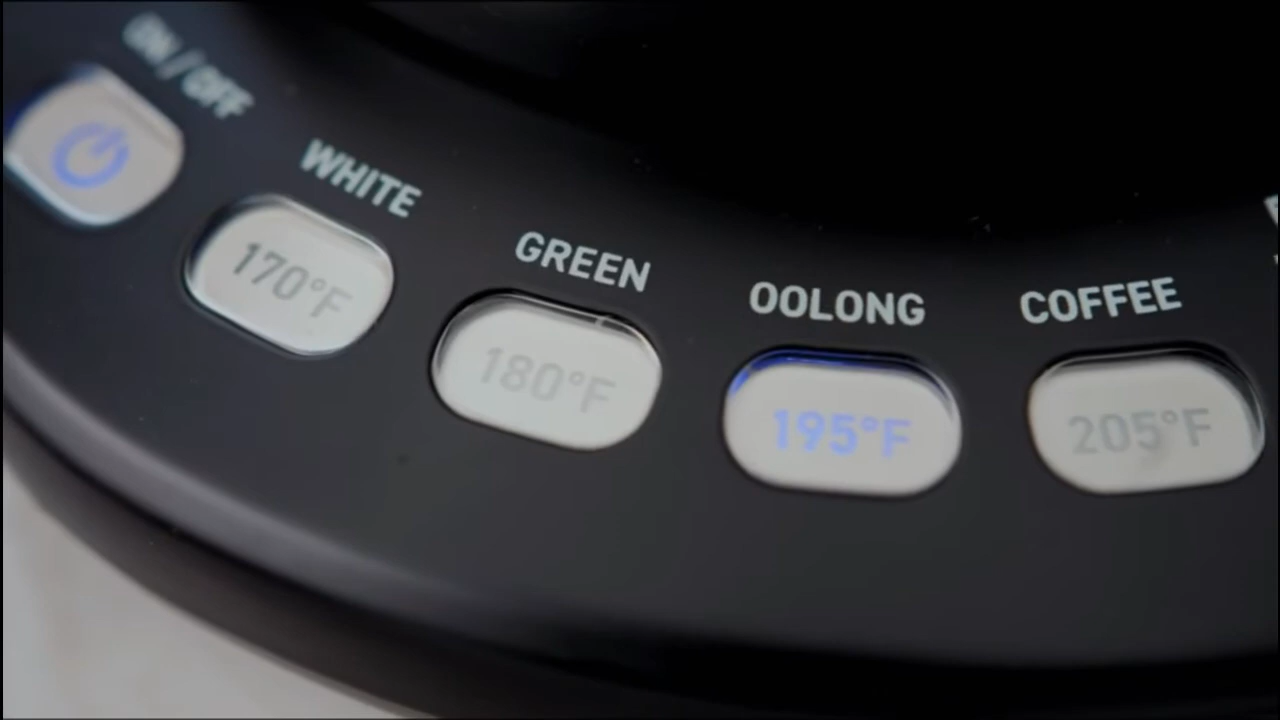 ON / OFF
WHITE
170°F
GREEN
180°F
OOLONG
195°F
COFFEE
205°F